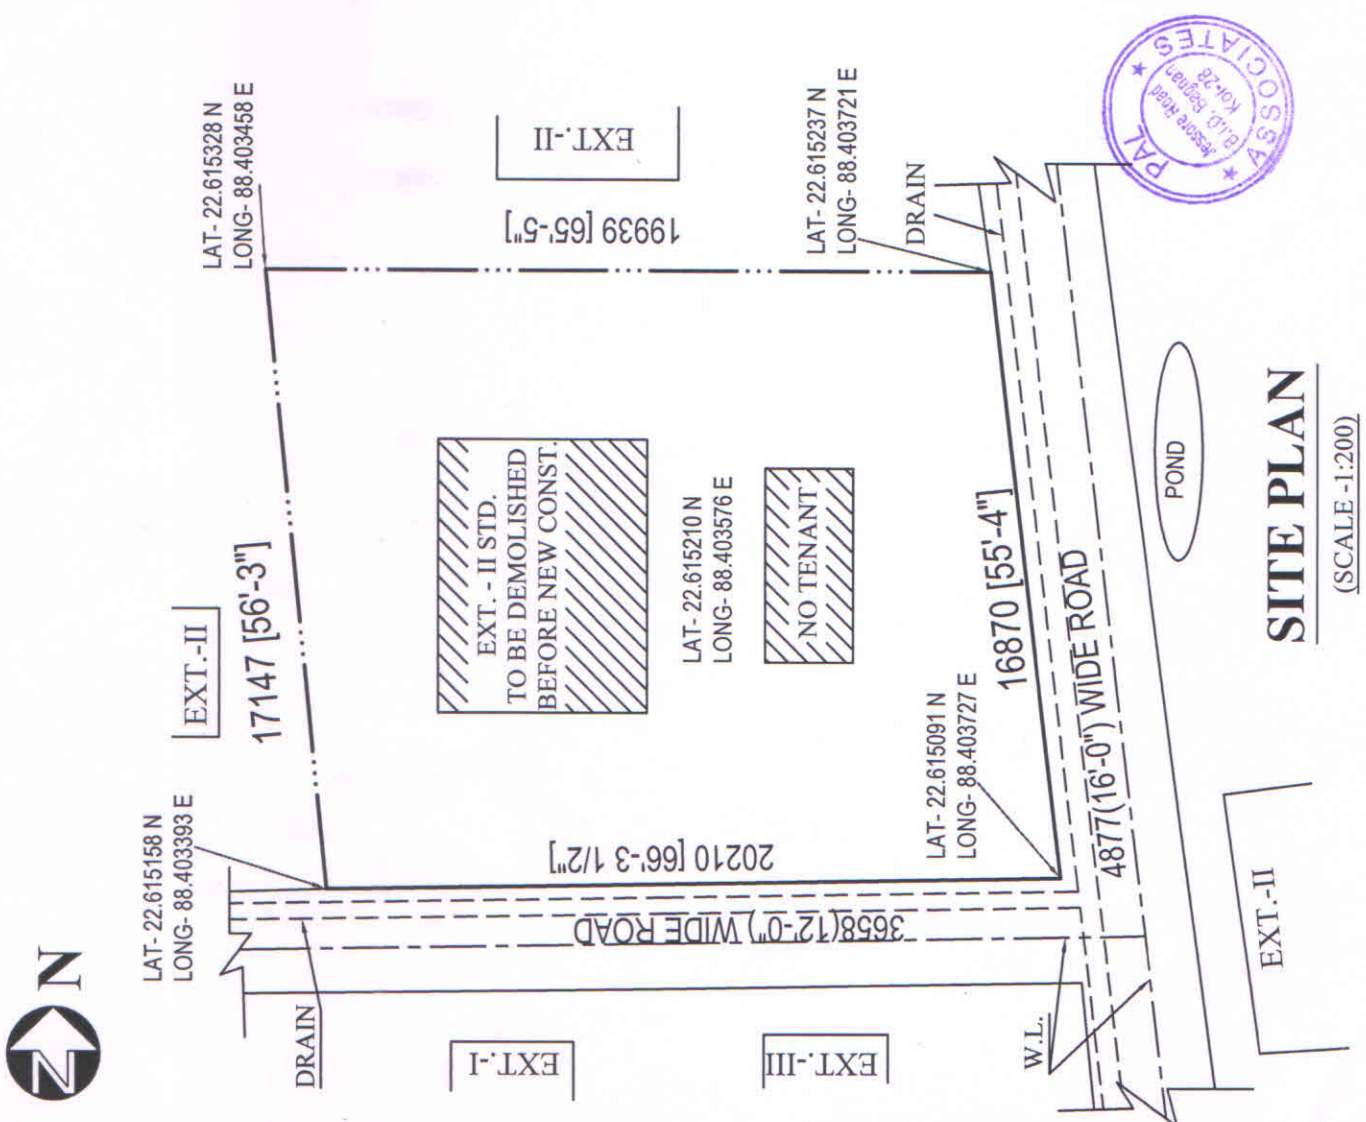 N
N
LAT- 22.615158 N
LONG- 88.403393 E
LAT- 22.615328 N
LONG- 88.403458 E
EXT.-II
17147 [56'-3"]
EXT.-II
19939 [65'-5"]
EXT. - II STD.
TO BE DEMOLISHED
BEFORE NEW CONST.
LAT- 22.615210 N
LONG- 88.403576 E
NO TENANT
LAT- 22.615237 N
LONG- 88.403721 E
DRAIN
20210 [66'-3 1/2"]
3658(12'-0") WIDE ROAD
LAT- 22.615091 N
LONG- 88.403727 E
16870 [55'-4"]
4877(16'-0") WIDE ROAD
DRAIN
EXT.-I
EXT.-III
W.L.
EXT.-II
POND
SITE PLAN
(SCALE -1:200)
PAL
★ ASSOCIATES ★
Jessore Road
B.L.D. Bagnan
Kol-28